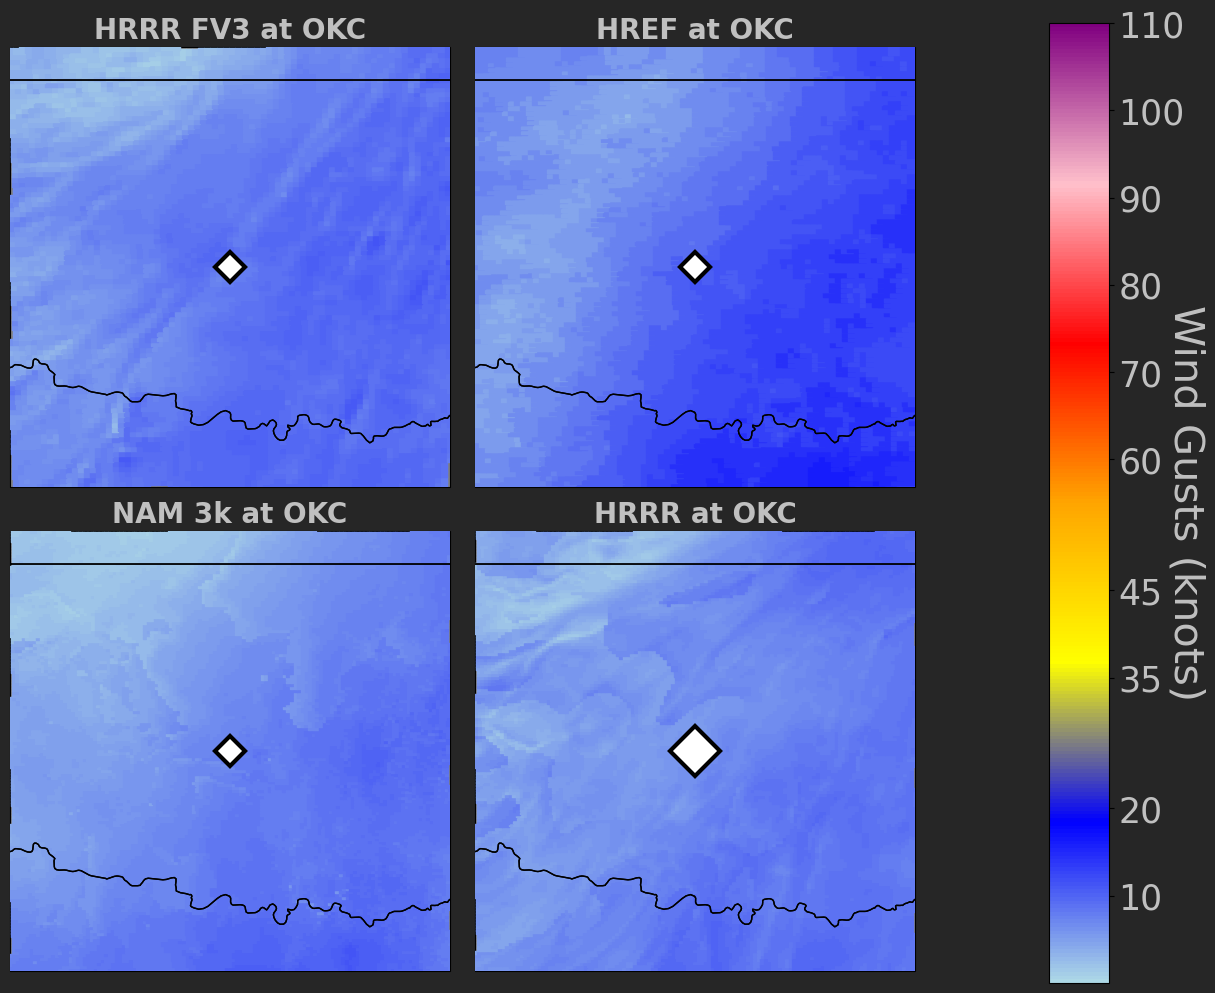 HRRR FV3 at OKC
HREF at OKC
NAM 3k at OKC
HRRR at OKC
110
100
90
80
70
60
45
35
20
10
Wind Gusts (knots)